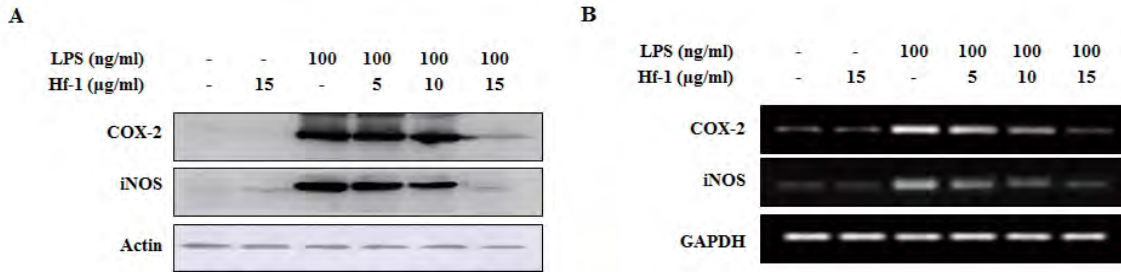 A
LPS (ng/ml) - - 100 100 100 100
Hf-1 (µg/ml) - 15 - 5 10 15
COX-2
iNOS
Actin
B
LPS (ng/ml) - - 100 100 100 100
Hf-1 (µg/ml) - 15 - 5 10 15
COX-2
iNOS
GAPDH